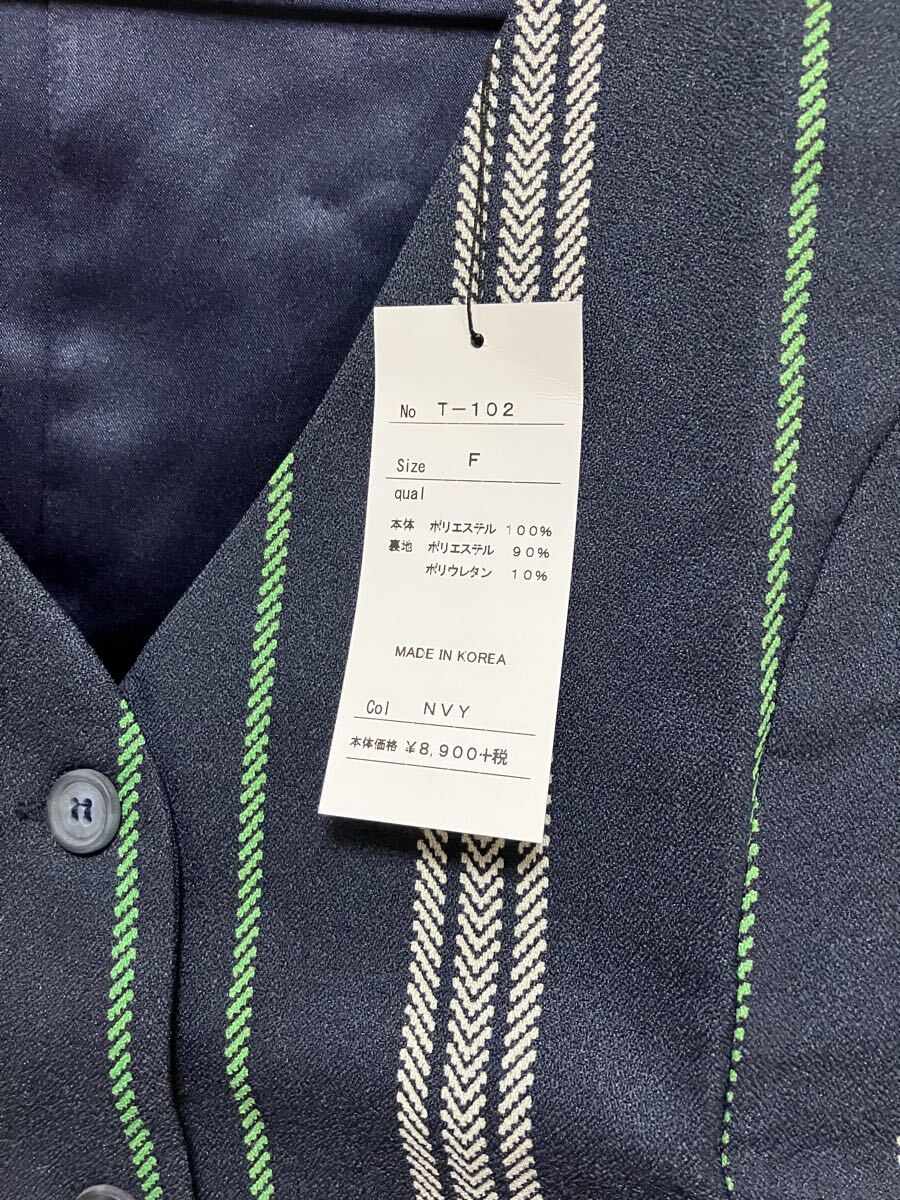 No T-102
Size F
qual
本体 ポリエステル 100%
裏地 ポリエステル 90%
ポリウレタン 10%
MADE IN KOREA
Col NVY
本体価格 ¥8,900+税